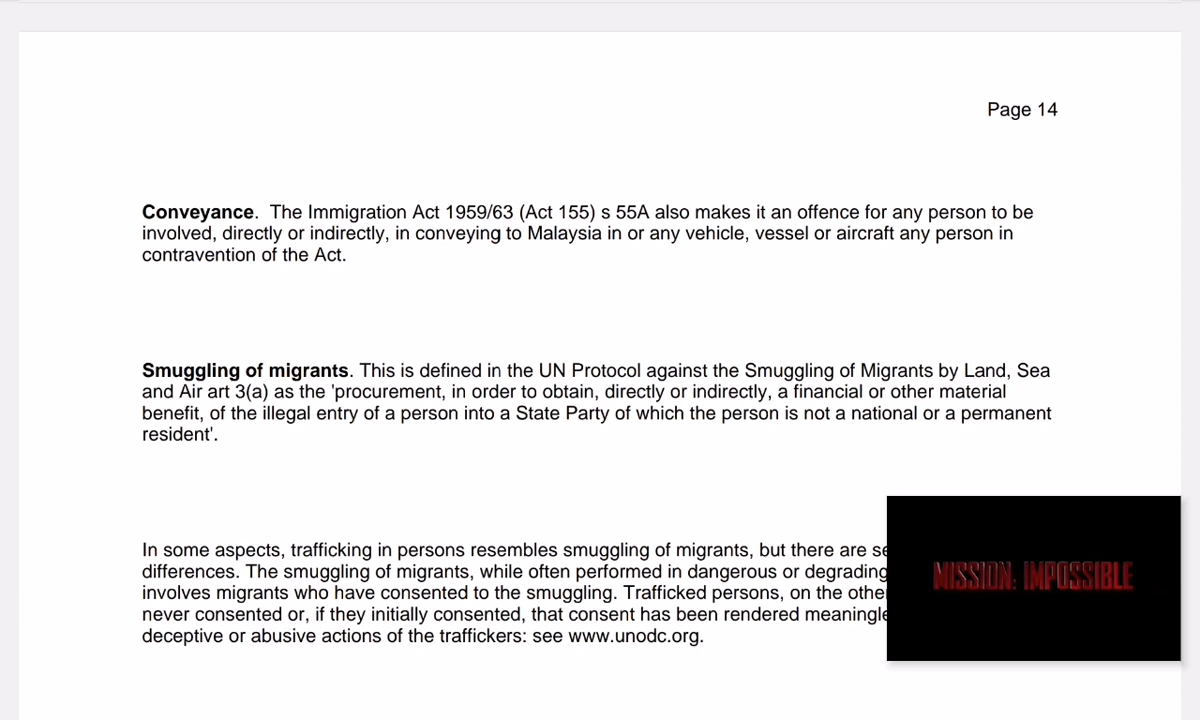 Page 14
Conveyance.  The Immigration Act 1959/63 (Act 155) s 55A also makes it an offence for any person to be
involved, directly or indirectly, in conveying to Malaysia in or any vehicle, vessel or aircraft any person in
contravention of the Act.
Smuggling of migrants. This is defined in the UN Protocol against the Smuggling of Migrants by Land, Sea
and Air art 3(a) as the 'procurement, in order to obtain, directly or indirectly, a financial or other material
benefit, of the illegal entry of a person into a State Party of which the person is not a national or a permanent
resident'.
In some aspects, trafficking in persons resembles smuggling of migrants, but there are
differences. The smuggling of migrants, while often performed in dangerous or degrading
involves migrants who have consented to the smuggling. Trafficked persons, on the
never consented or, if they initially consented, that consent has been rendered
deceptive or abusive actions of the traffickers: see www.unodc.org.
MISSION: IMPOSSIBLE